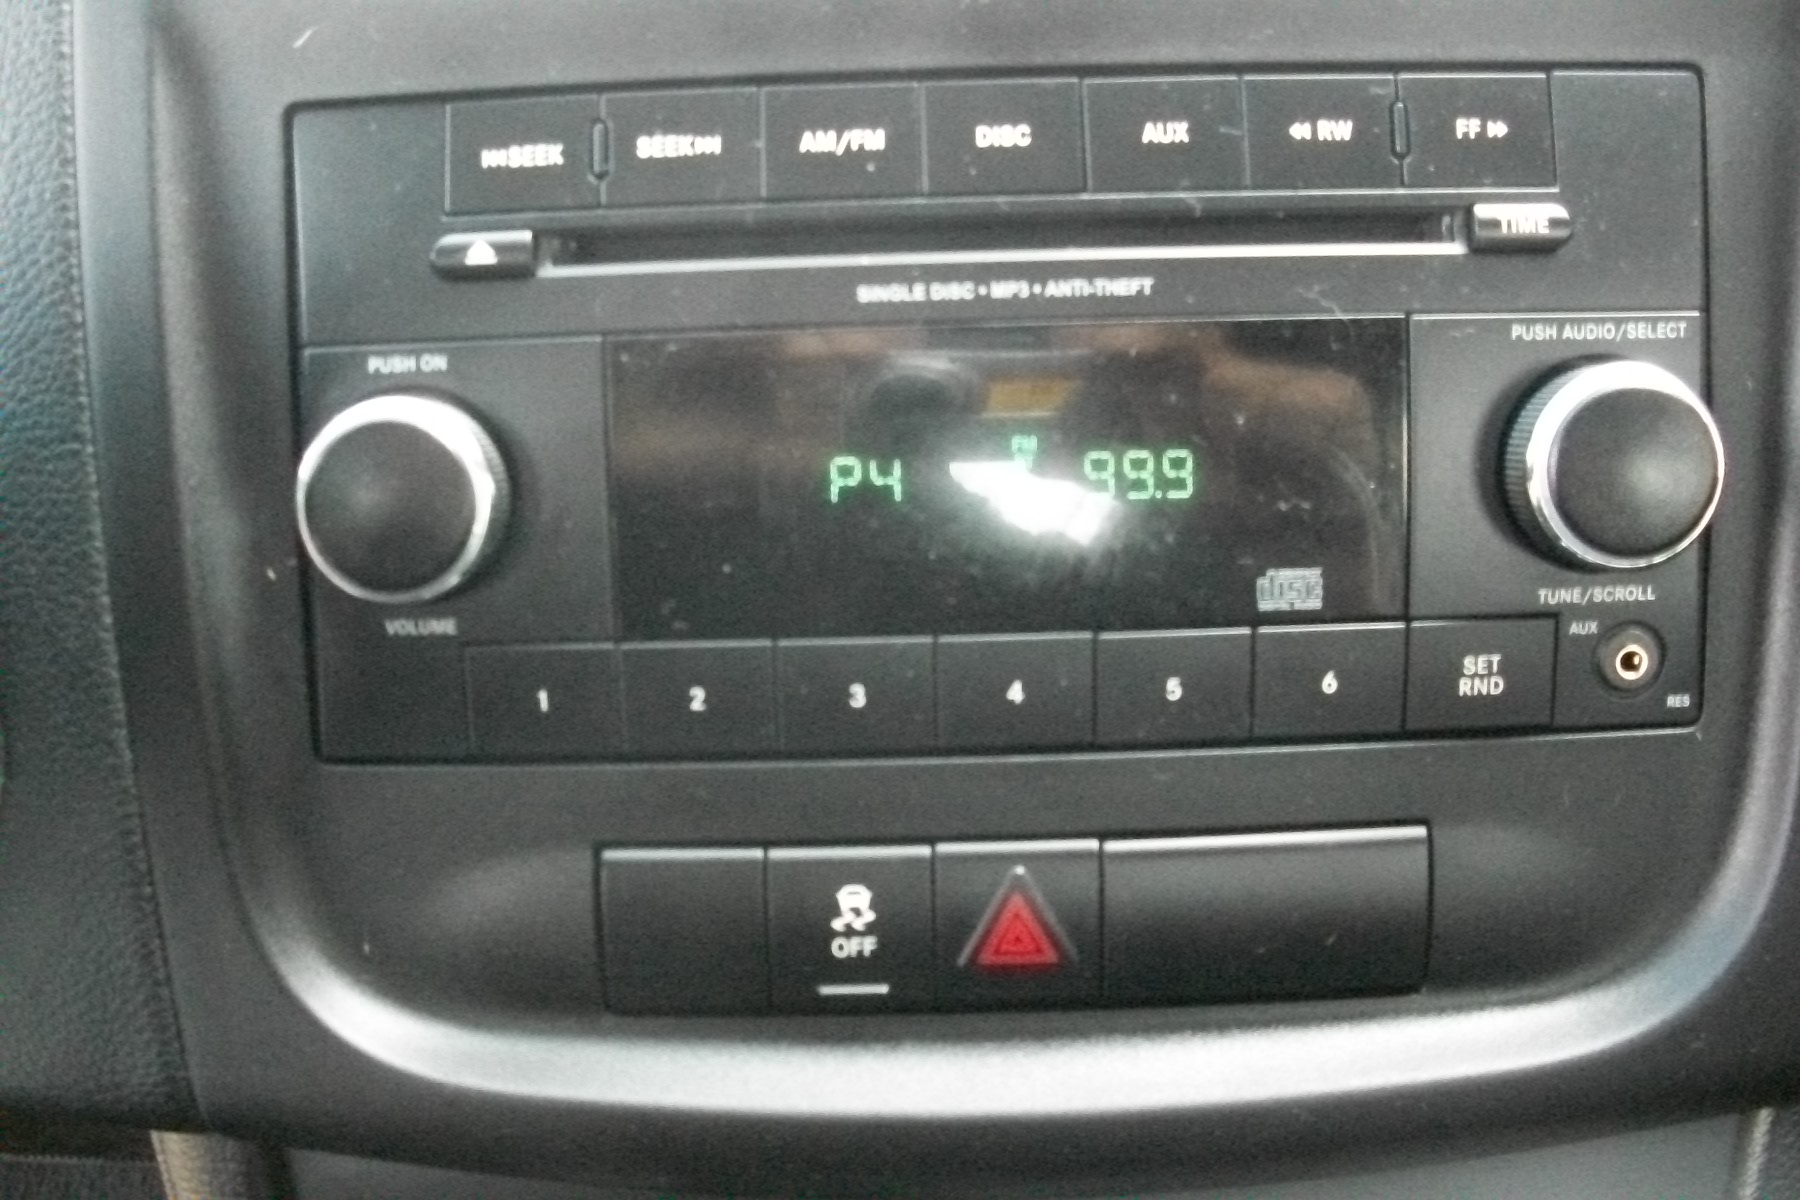 SEEK SEEK AM/FM DISC AUX RW FF
TIME
SINGLE DISC • MP3 • ANTI-THEFT
PUSH ON
PUSH AUDIO/SELECT
FM
P4 99.9
disc
VOLUME
TUNE/SCROLL
AUX
1 2 3 4 5 6 SET
RND
RES
OFF